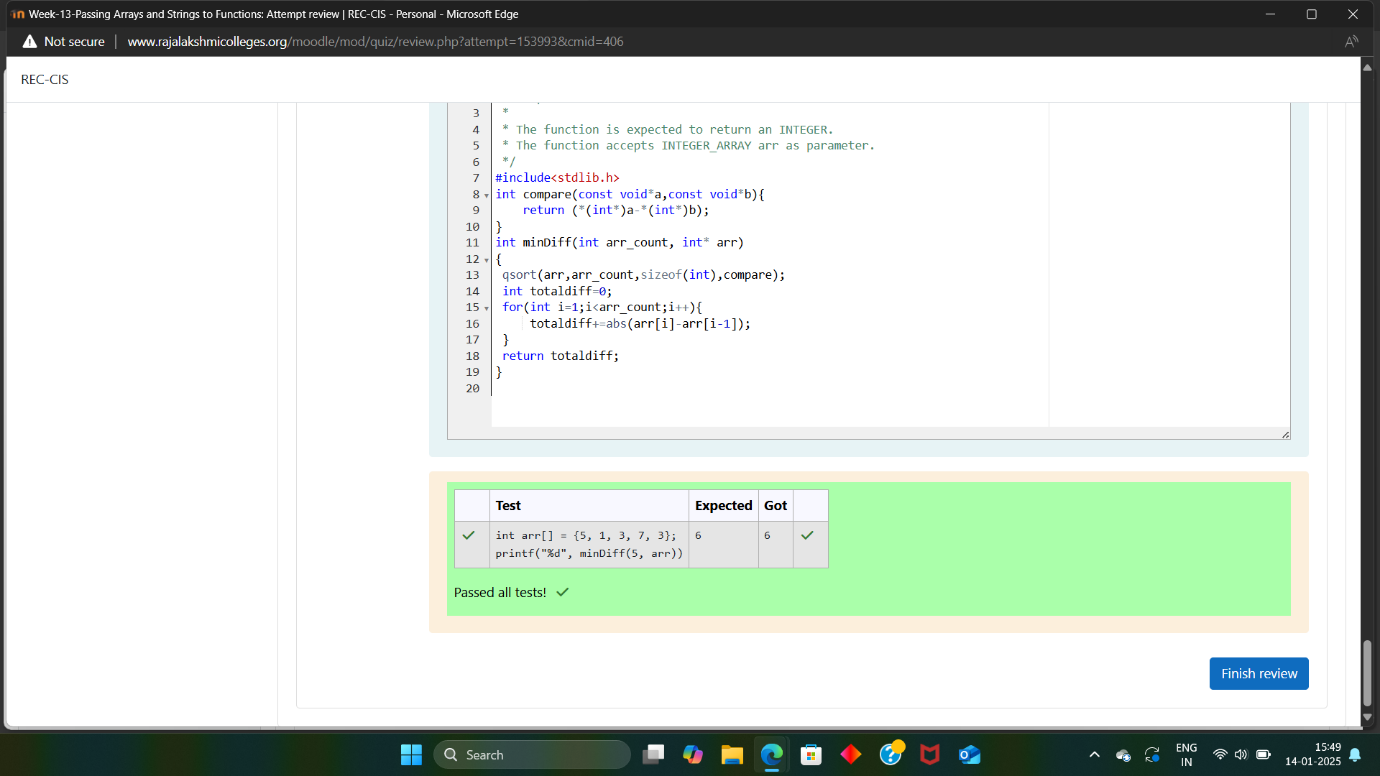 Week-13-Passing Arrays and Strings to Functions: Attempt review | REC-CIS - Personal - Microsoft Edge
Not secure | www.rajalakshmicolleges.org/moodle/mod/quiz/review.php?attempt=153993&cmid=406
REC-CIS
3 *
4 * The function is expected to return an INTEGER.
5 * The function accepts INTEGER_ARRAY arr as parameter.
6 */
7 #include<stdlib.h>
8 int compare(const void*a,const void*b){
9 return (*(int*)a-*(int*)b);
10 }
11 int minDiff(int arr_count, int* arr)
12 {
13 qsort(arr,arr_count,sizeof(int),compare);
14 int totaldiff=0;
15 for(int i=1;i<arr_count;i++){
16 totaldiff+=abs(arr[i]-arr[i-1]);
17 }
18 return totaldiff;
19 }
20
Test Expected Got
int arr[] = {5, 1, 3, 7, 3}; 6 6
printf("%d", minDiff(5, arr))
Passed all tests!
Finish review
Search
ENG 15:49
IN 14-01-2025